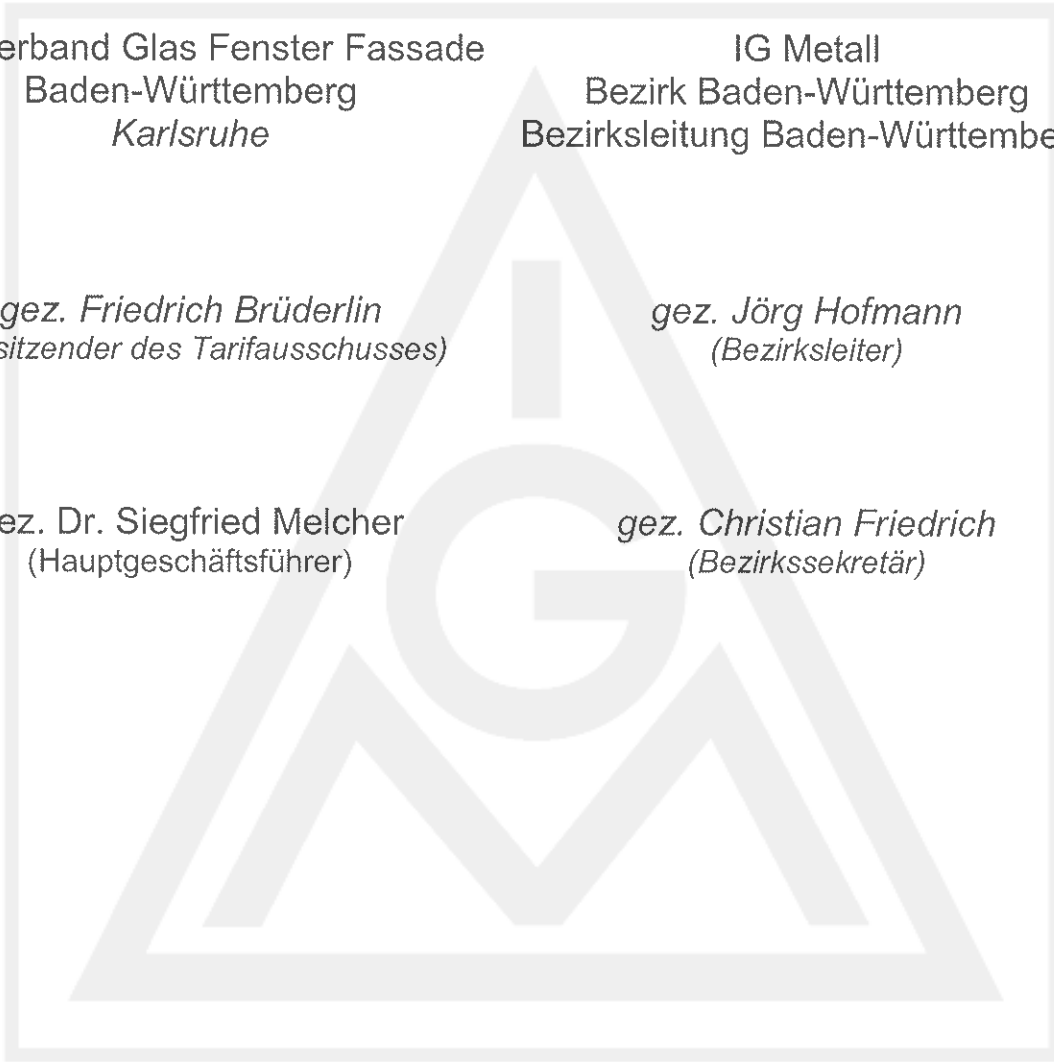 erband Glas Fenster Fassade
Baden-Württemberg
Karlsruhe
IG Metall
Bezirk Baden-Württemberg
Bezirksleitung Baden-Württembe
gez. Friedrich Brüderlin
sitzender des Tarifausschusses)
gez. Jörg Hofmann
(Bezirksleiter)
ez. Dr. Siegfried Melcher
(Hauptgeschäftsführer)
gez. Christian Friedrich
(Bezirkssekretär)
IGM